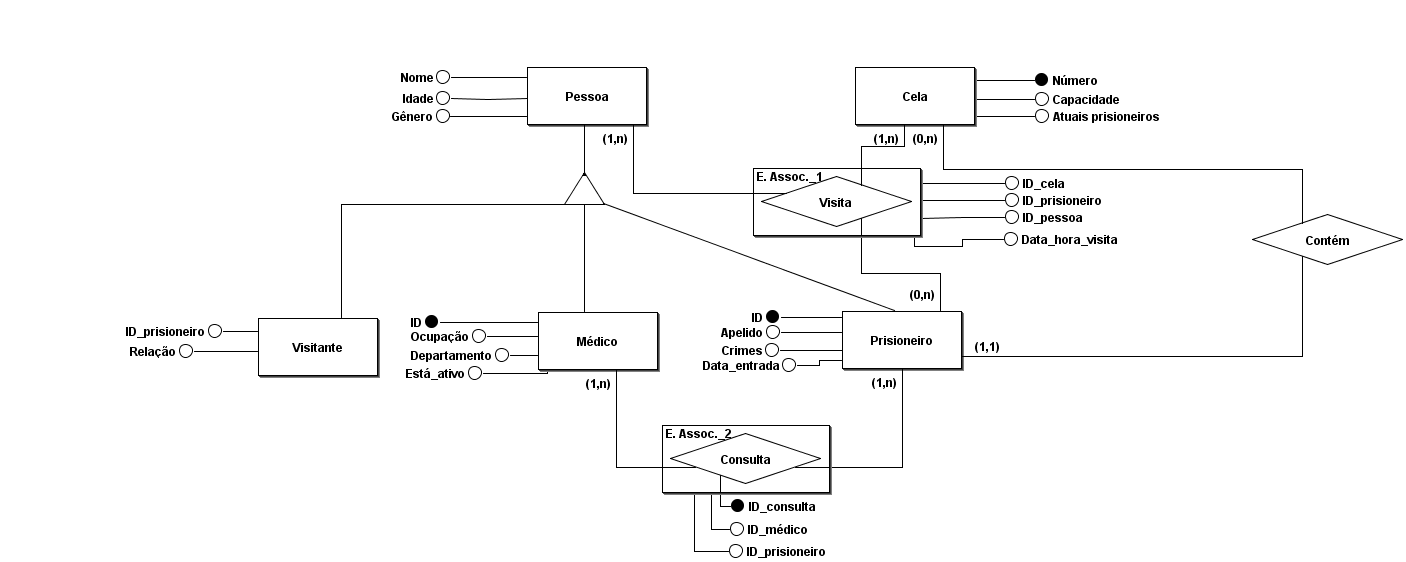 Nome
Idade
Gênero
Pessoa
(1,n)
Cela
Número
Capacidade
Atuais prisioneiros
(1,n)
(0,n)
E. Assoc._1
Visita
ID_cela
ID_prisioneiro
ID_pessoa
Data_hora_visita
Contém
(0,n)
ID_prisioneiro
Relação
Visitante
ID
Ocupação
Departamento
Está_ativo
Médico
(1,n)
ID
Apelido
Crimes
Data_entrada
Prisioneiro
(1,1)
(1,n)
E. Assoc._2
Consulta
ID_consulta
ID_médico
ID_prisioneiro